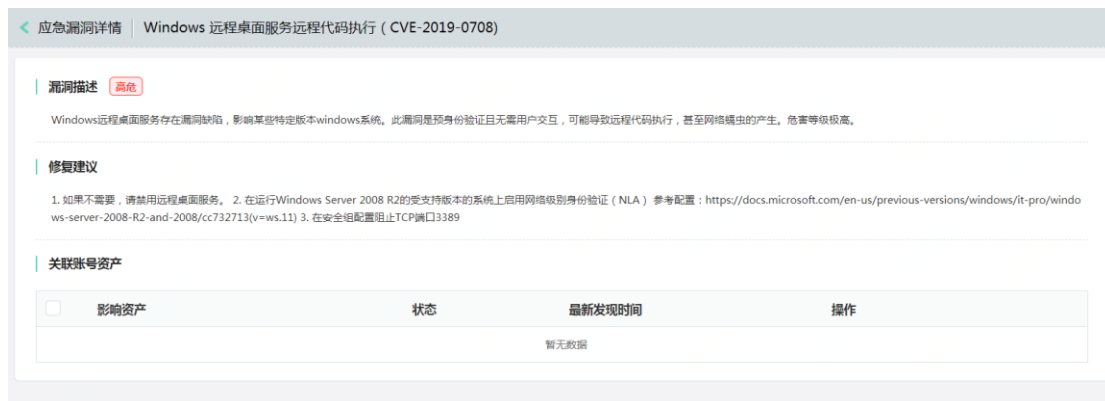 应急漏洞详情 Windows 远程桌面服务远程代码执行 ( CVE-2019-0708)
漏洞描述 高危
Windows远程桌面服务存在漏洞缺陷，影响某些特定版本windows系统。此漏洞是预身份验证且无需用户交互，可能导致远程代码执行，甚至网络蠕虫的产生。危害等级极高。
修复建议
1. 如果不需要，请禁用远程桌面服务。 2. 在运行Windows Server 2008 R2的受支持版本的系统上启用网络级别身份验证（NLA） 参考配置：https://docs.microsoft.com/en-us/previous-versions/windows/it-pro/windo
ws-server-2008-R2-and-2008/cc732713(v=ws.11) 3. 在安全组配置阻止TCP端口3389
关联账号资产
影响资产 状态 最新发现时间 操作
暂无数据